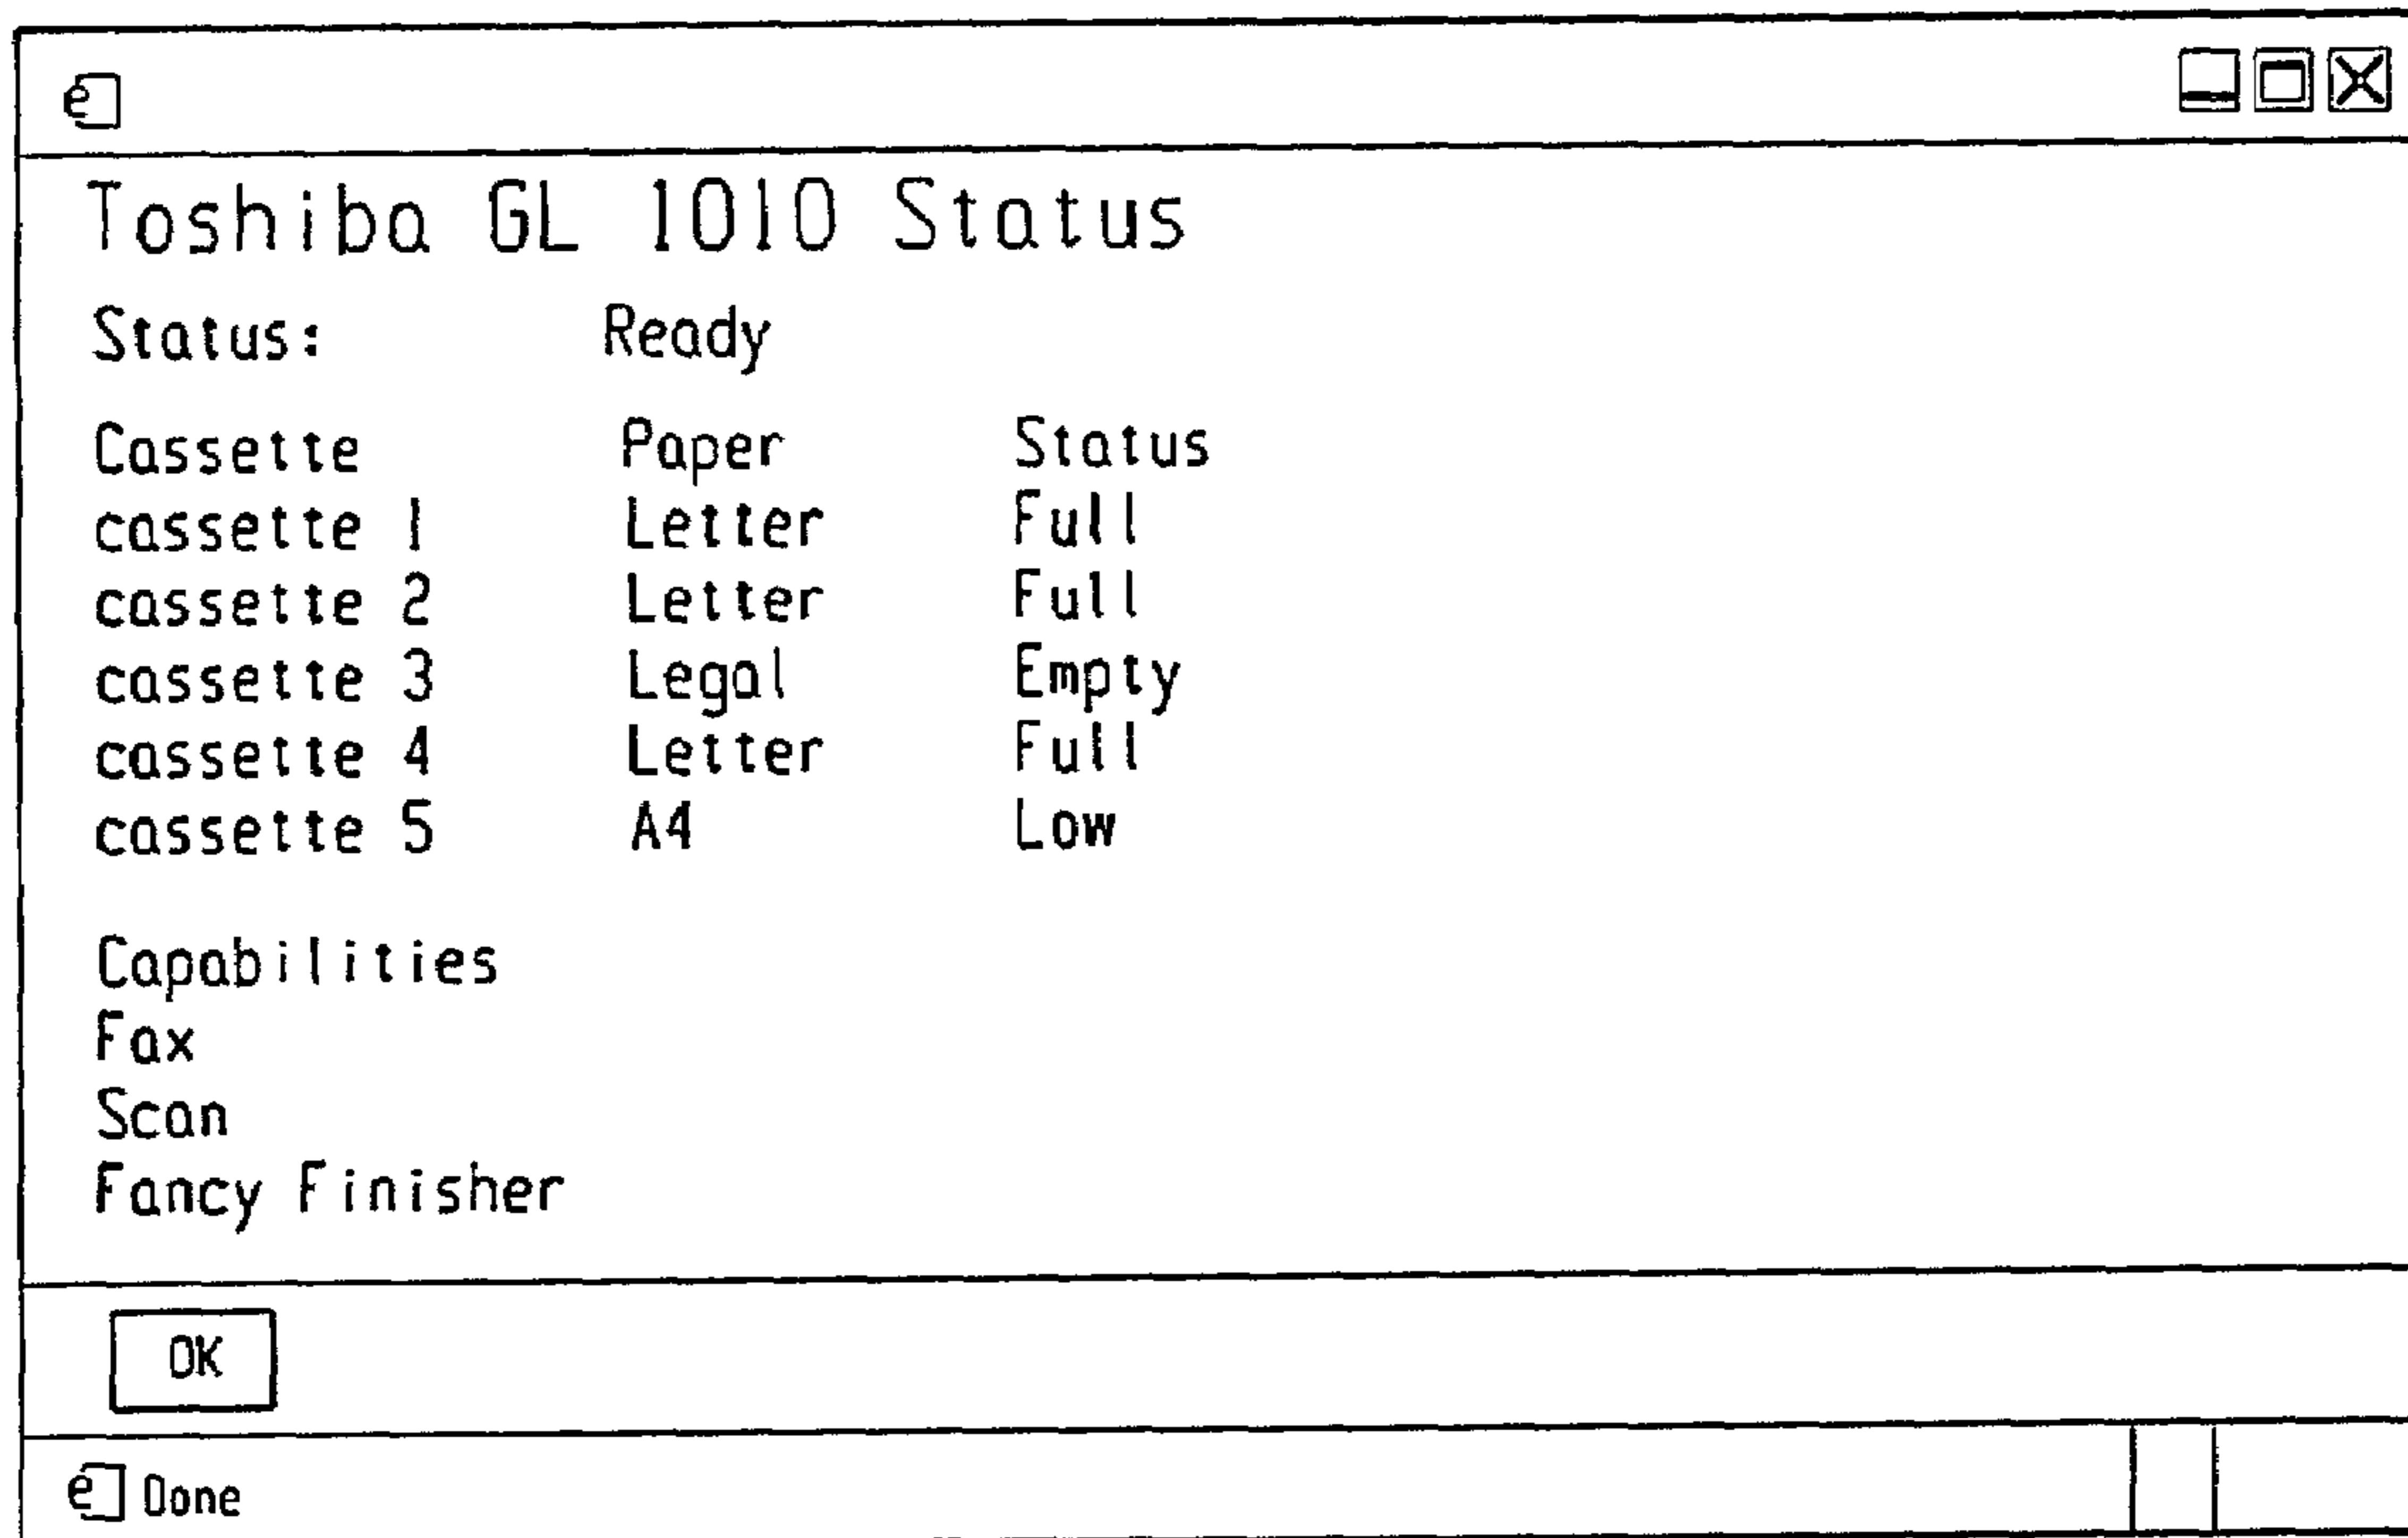 Toshiba GL 1010 Status
Status: Ready
Cassette Paper Status
cassette 1 Letter Full
cassette 2 Letter Full
cassette 3 Legal Empty
cassette 4 Letter Full
cassette 5 A4 Low
Capabilities
Fax
Scan
Fancy Finisher
OK
e Done